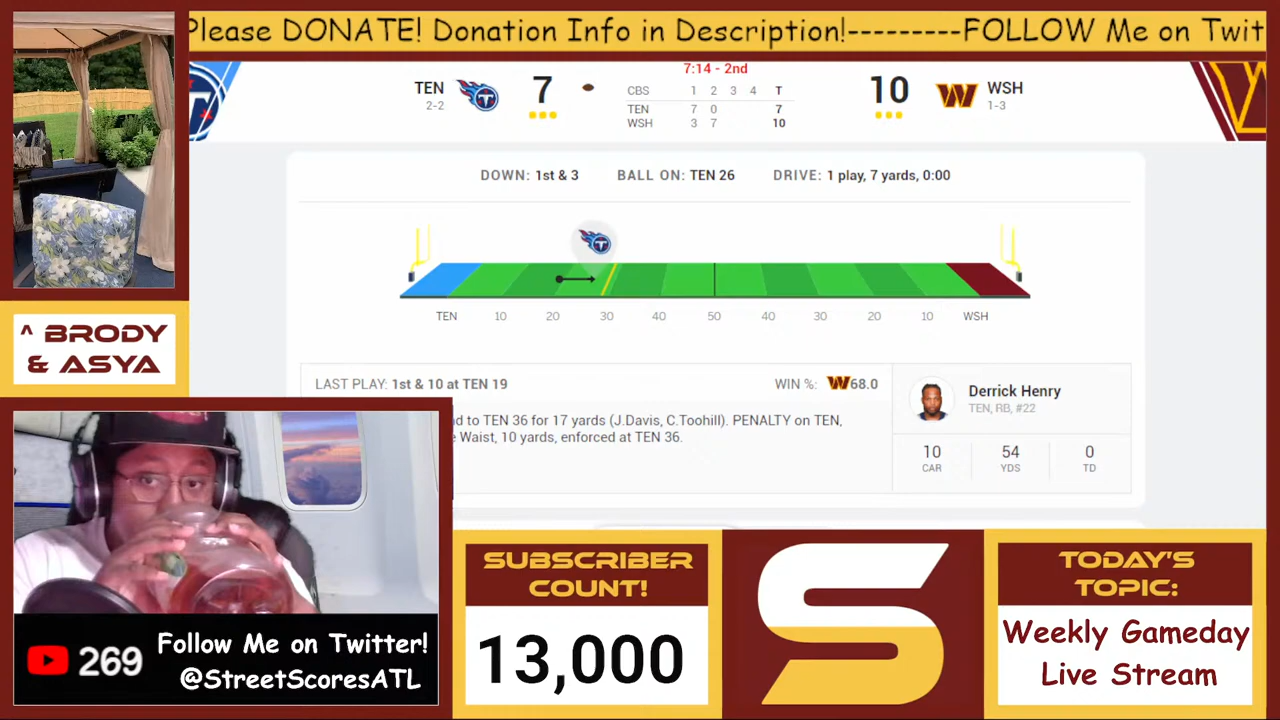 Please DONATE! Donation Info in Description!---------FOLLOW Me on Twit
7:14 - 2nd
TEN
2-2
7
CBS 1 2 3 4 T
TEN 7 0 7
WSH 3 7 10
10
WSH
1-3
DOWN: 1st & 3 BALL ON: TEN 26 DRIVE: 1 play, 7 yards, 0:00
TEN 10 20 30 40 50 40 30 20 10 WSH
LAST PLAY: 1st & 10 at TEN 19 WIN %: 68.0
nd to TEN 36 for 17 yards (J.Davis, C.Toohill). PENALTY on TEN,
e Waist, 10 yards, enforced at TEN 36.
Derrick Henry
TEN, RB, #22
10 54 0
CAR YDS TD
^ BRODY
& ASYA
269
Follow Me on Twitter!
@StreetScoresATL
SUBSCRIBER
COUNT!
13,000
TODAY'S
TOPIC:
Weekly Gameday
Live Stream